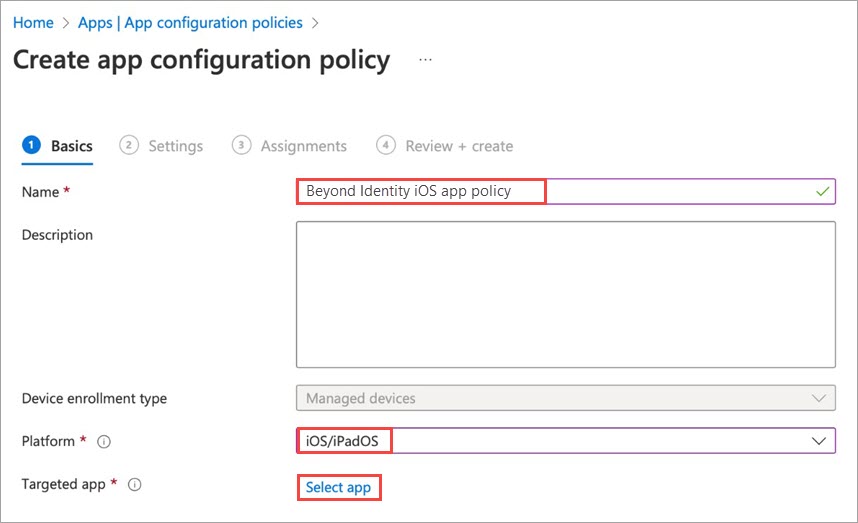 Home > Apps | App configuration policies >
Create app configuration policy ...
1 Basics 2 Settings 3 Assignments 4 Review + create
Name * Beyond Identity iOS app policy
Description
Device enrollment type Managed devices
Platform * iOS/iPadOS
Targeted app * Select app